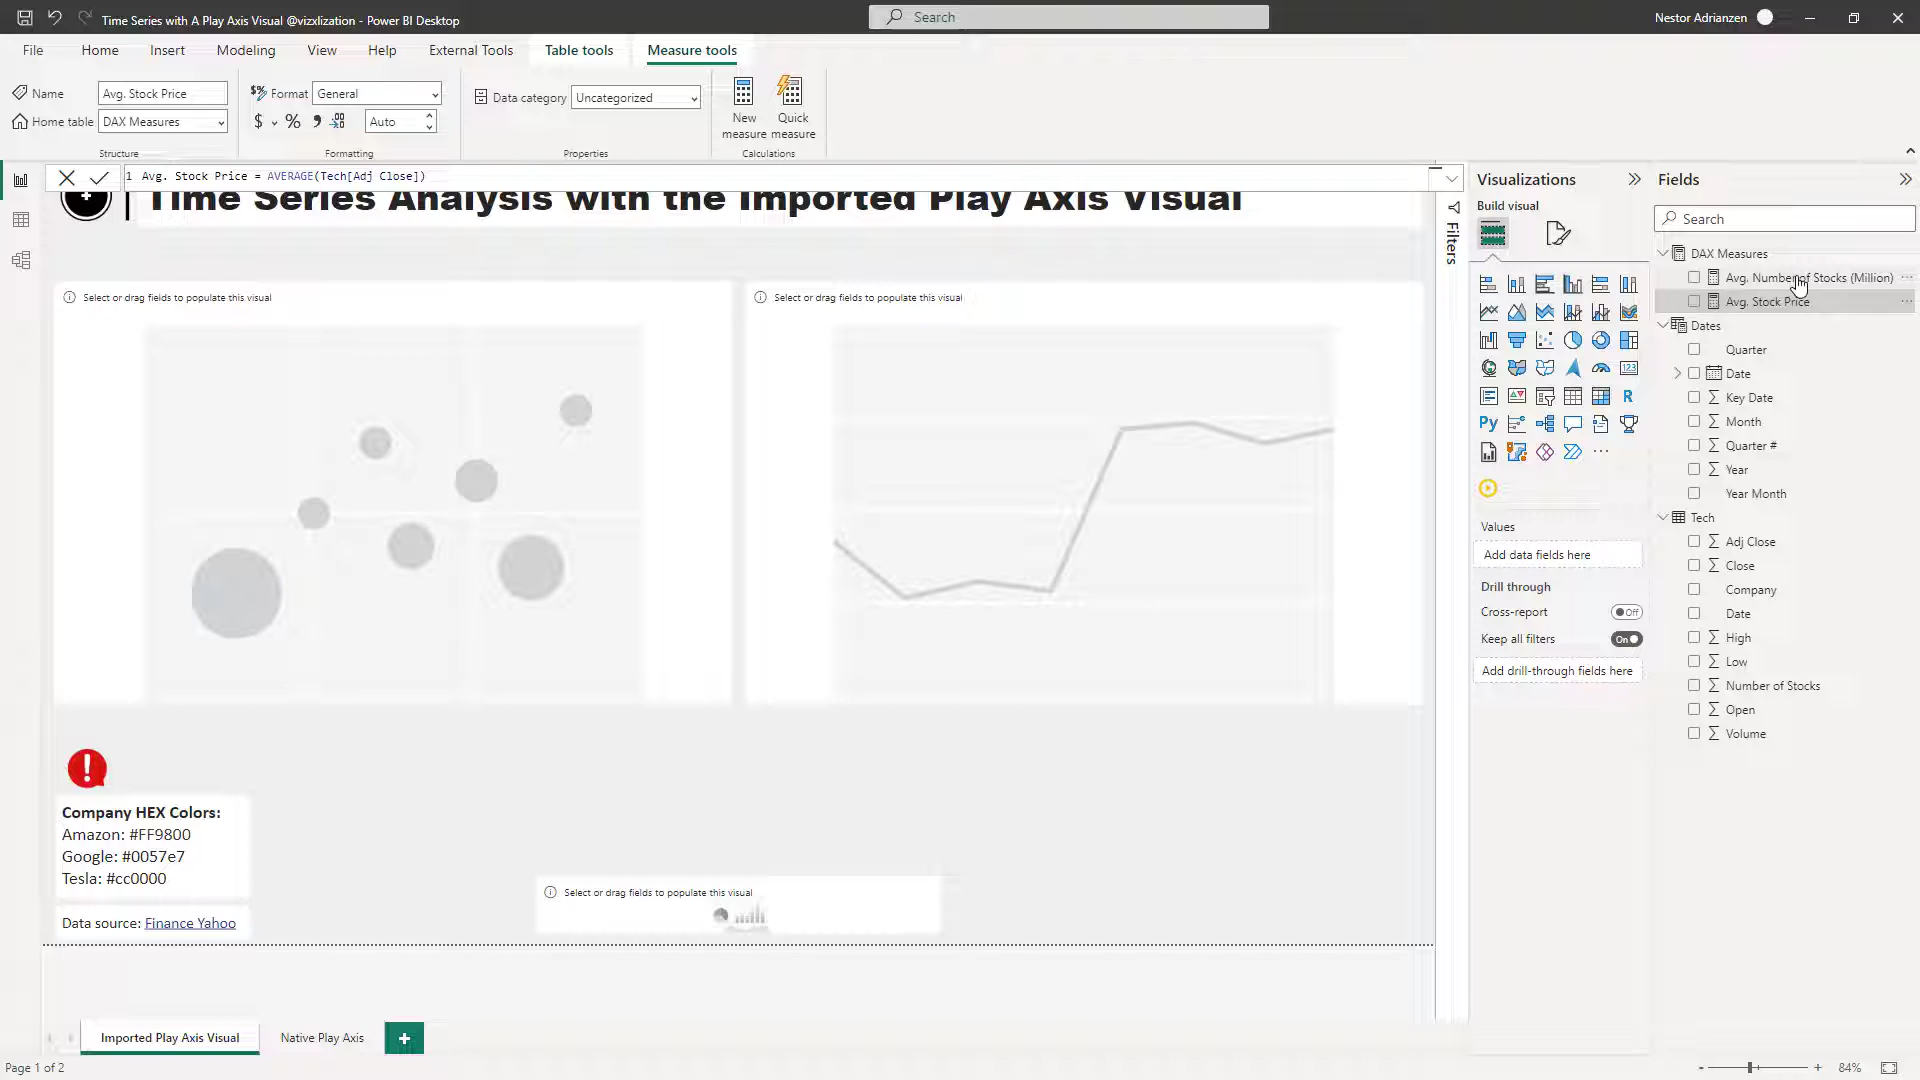 Time Series with A Play Axis Visual @vizxlization - Power BI Desktop
Search
Nestor Adrianzen
File
Home
Insert
Modeling
View
Help
External Tools
Table tools
Measure tools
Name
Avg. Stock Price
Home table
DAX Measures
Structure
Format
General
$
%
Auto
Formatting
Data category
Uncategorized
Properties
New
measure
Quick
measure
Calculations
1 Avg. Stock Price = AVERAGE(Tech[Adj Close])
Time Series Analysis with the Imported Play Axis Visual
Select or drag fields to populate this visual
Select or drag fields to populate this visual
Company HEX Colors:
Amazon: #FF9800
Google: #0057e7
Tesla: #cc0000
Data source: Finance Yahoo
Select or drag fields to populate this visual
Filters
Visualizations
Build visual
123
R
Py
Values
Add data fields here
Drill through
Cross-report
Off
Keep all filters
On
Add drill-through fields here
Fields
Search
DAX Measures
Avg. Number of Stocks (Million)
Avg. Stock Price
Dates
Quarter
Date
Key Date
Month
Quarter #
Year
Year Month
Tech
Adj Close
Close
Company
Date
High
Low
Number of Stocks
Open
Volume
Imported Play Axis Visual
Native Play Axis
Page 1 of 2
84%